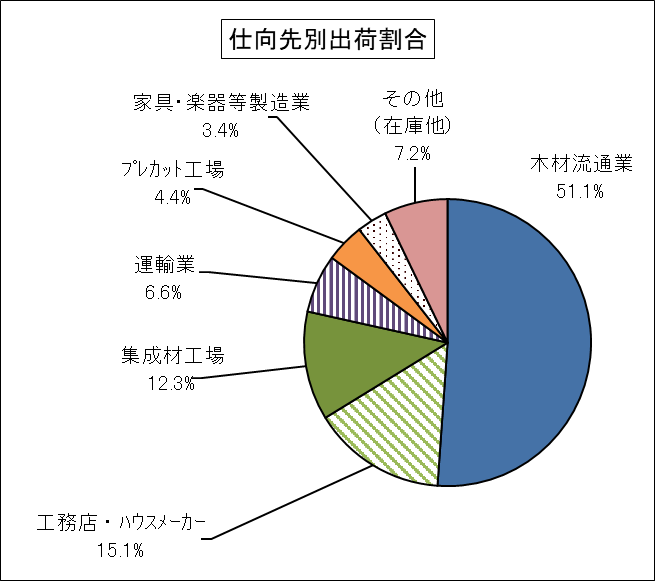 仕向先別出荷割合
家具・楽器等製造業
3.4%
その他
(在庫他)
7.2%
木材流通業
51.1%
ﾌﾟﾚｶｯﾄ工場
4.4%
運輸業
6.6%
集成材工場
12.3%
工務店・ﾊｳｽﾒｰｶｰ
15.1%